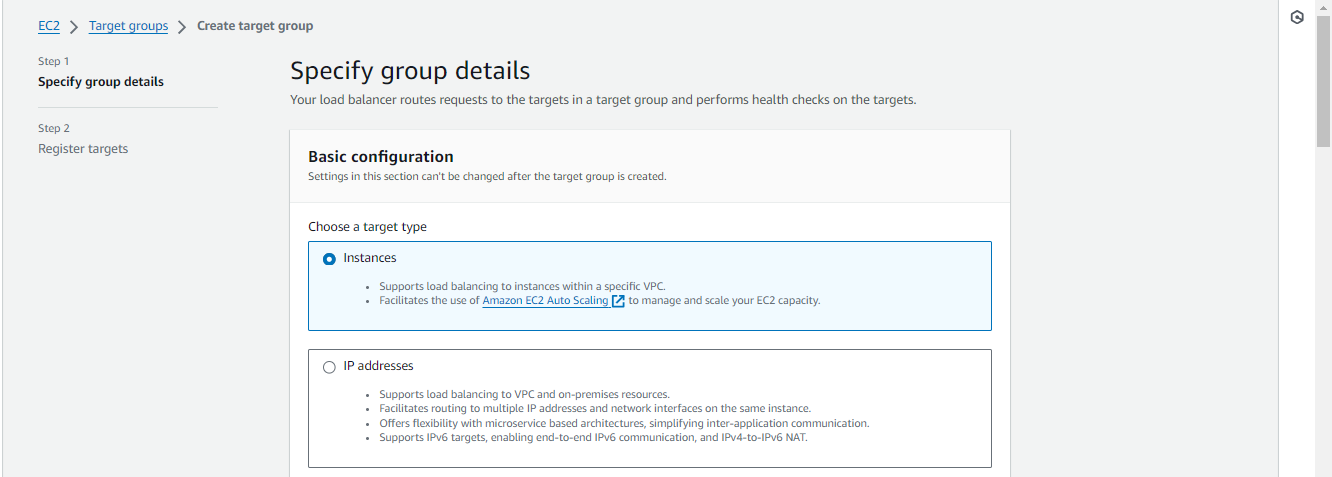 EC2 > Target groups > Create target group
Step 1
Specify group details
Step 2
Register targets
Specify group details
Your load balancer routes requests to the targets in a target group and performs health checks on the targets.
Basic configuration
Settings in this section can't be changed after the target group is created.
Choose a target type
Instances
• Supports load balancing to instances within a specific VPC.
• Facilitates the use of Amazon EC2 Auto Scaling to manage and scale your EC2 capacity.
IP addresses
• Supports load balancing to VPC and on-premises resources.
• Facilitates routing to multiple IP addresses and network interfaces on the same instance.
• Offers flexibility with microservice based architectures, simplifying inter-application communication.
• Supports IPv6 targets, enabling end-to-end IPv6 communication, and IPv4-to-IPv6 NAT.